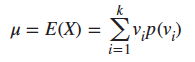 μ = E(X) = ∑_{i=1}^{k} v_i p(v_i)